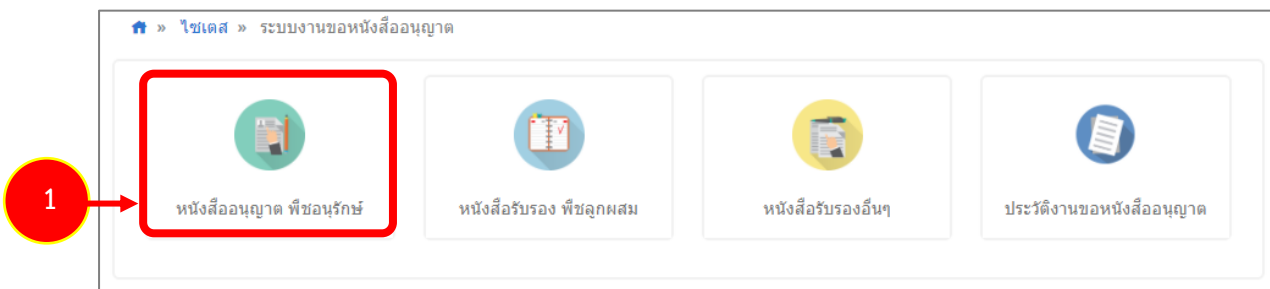 » ไซเตส » ระบบงานขอหนังสืออนุญาต
1
หนังสืออนุญาต พืชอนุรักษ์
หนังสือรับรอง พืชลูกผสม
หนังสือรับรองอื่นๆ
ประวัติงานขอหนังสืออนุญาต